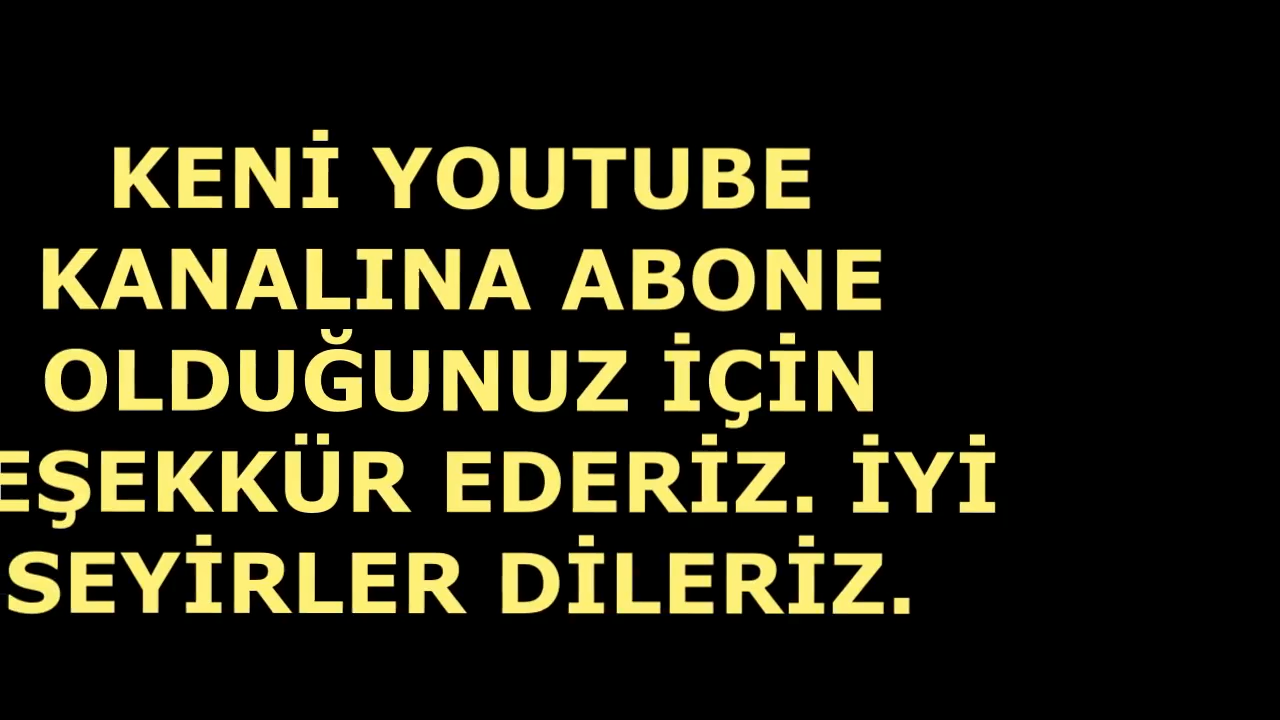 KENİ YOUTUBE
KANALINA ABONE
OLDUĞUNUZ İÇİN
EŞEKKÜR EDERİZ. İYİ
SEYİRLER DİLERİZ.